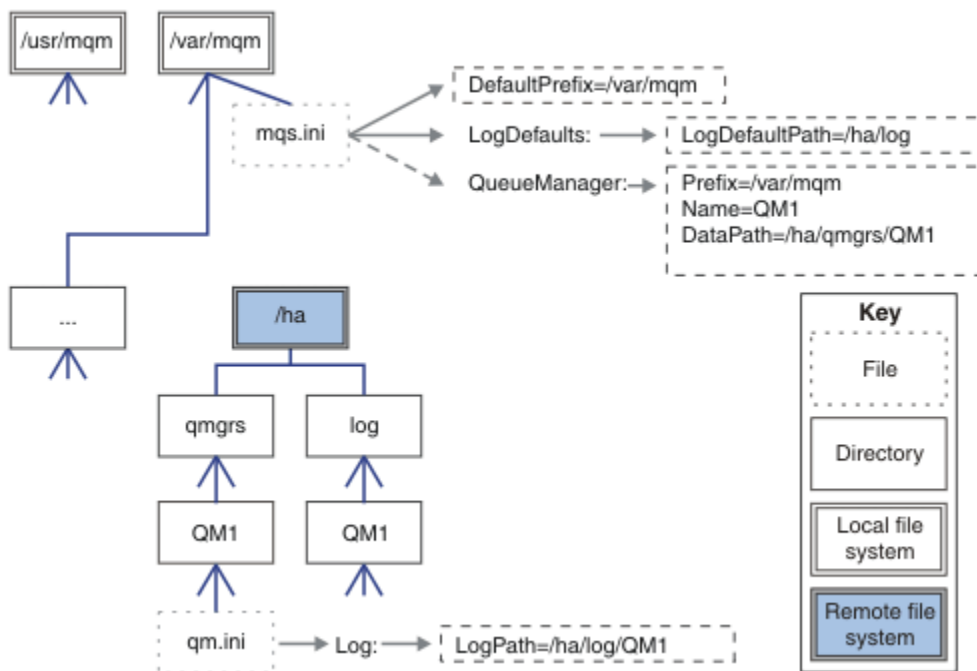 /usr/mqm
/var/mqm
DefaultPrefix=/var/mqm
mqs.ini
LogDefaults:
LogDefaultPath=/ha/log
QueueManager:
Prefix=/var/mqm
Name=QM1
DataPath=/ha/qmgrs/QM1
...
/ha
qmgrs
log
QM1
QM1
qm.ini
Log:
LogPath=/ha/log/QM1
Key
File
Directory
Local file
system
Remote file
system